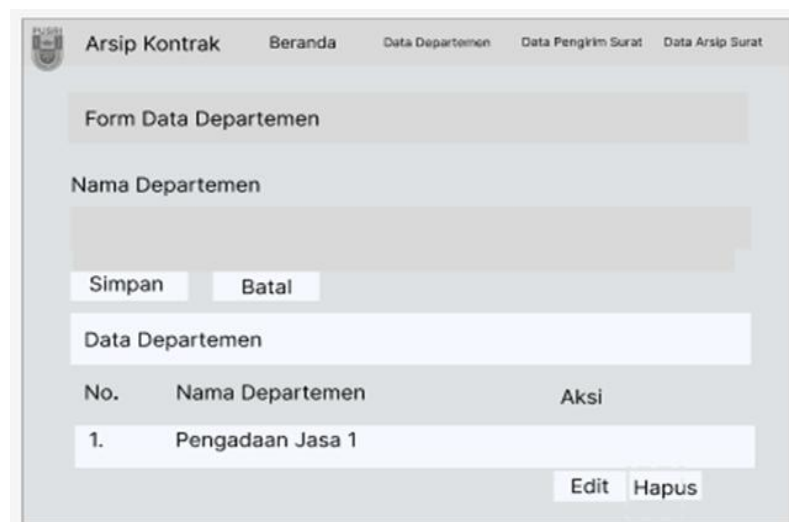 PUSRI
Arsip Kontrak Beranda Data Departemen Data Pengirim Surat Data Arsip Surat
Form Data Departemen
Nama Departemen
Simpan Batal
Data Departemen
No. Nama Departemen Aksi
1. Pengadaan Jasa 1
Edit Hapus